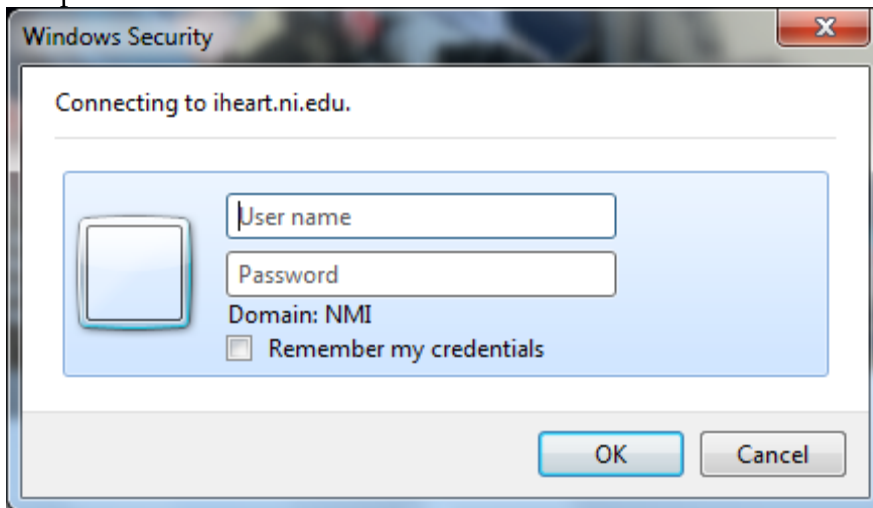 Windows Security
Connecting to iheart.ni.edu.
User name
Password
Domain: NMI
Remember my credentials
OK Cancel